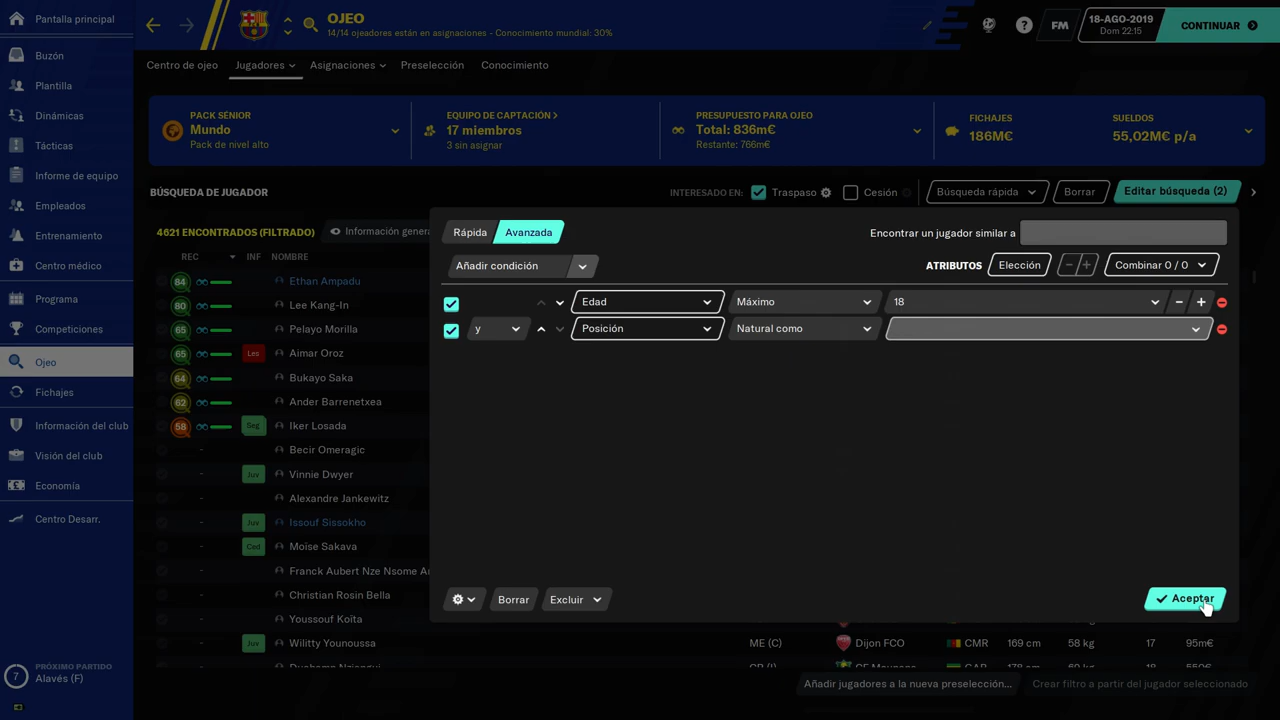 Pantalla principal
OJEO
14/14 ojeadores están en asignaciones - Conocimiento mundial: 30%
FM
18-AGO-2019
Dom 22:15
CONTINUAR
Buzón
Plantilla
Dinámicas
Tácticas
Informe de equipo
Empleados
Entrenamiento
Centro médico
Programa
Competiciones
Ojeo
Fichajes
Información del club
Visión del club
Economía
Centro Desarr.
PRÓXIMO PARTIDO
7 Alavés (F)
Centro de ojeo
Jugadores
Asignaciones
Preselección
Conocimiento
PACK SÉNIOR
Mundo
Pack de nivel alto
EQUIPO DE CAPTACIÓN >
17 miembros
3 sin asignar
PRESUPUESTO PARA OJEO
Total: 836m€
Restante: 766m€
FICHAJES
186M€
SUELDOS
55,02M€ p/a
BÚSQUEDA DE JUGADOR
INTERESADO EN:
Traspaso
Cesión
Búsqueda rápida
Borrar
Editar búsqueda (2)
4621 ENCONTRADOS (FILTRADO)
Información genera
REC INF NOMBRE
84 Ethan Ampadu
80 Lee Kang-In
65 Pelayo Morilla
65 Les Aimar Oroz
64 Bukayo Saka
62 Ander Barrenetxea
58 Seg Iker Losada
- Becir Omeragic
- Juv Vinnie Dwyer
- Alexandre Jankewitz
- Juv Issouf Sissokho
- Ced Moïse Sakava
- Franck Aubert Nze Nsome A
- Christian Rosin Bella
- Youssouf Koïta
- Juv Wilitty Younoussa ME (C) Dijon FCO CMR 169 cm 58 kg 17 95m€
Rápida
Avanzada
Encontrar un jugador similar a
Añadir condición
ATRIBUTOS
Elección
− / +
Combinar 0 / 0
Edad
Máximo
18
y
Posición
Natural como
Borrar
Excluir
Aceptar
Añadir jugadores a la nueva preselección...
Crear filtro a partir del jugador seleccionado